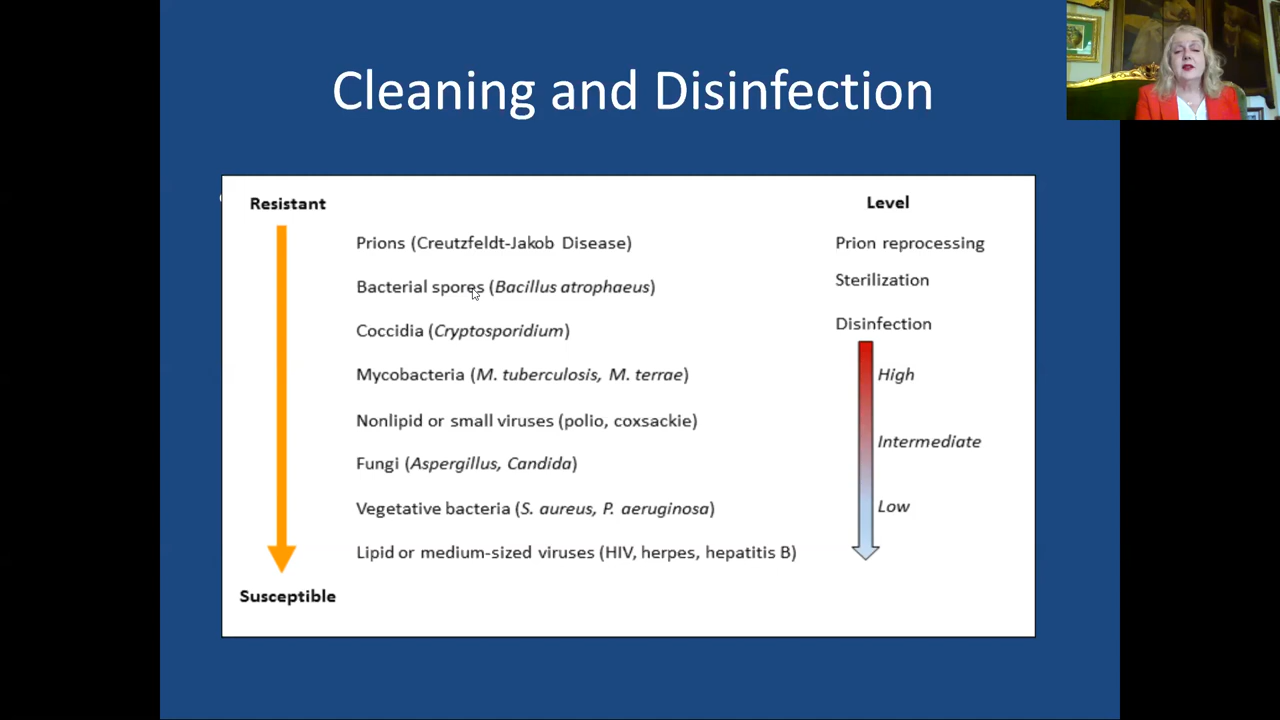 Cleaning and Disinfection
Resistant
Level
Prions (Creutzfeldt-Jakob Disease)
Prion reprocessing
Bacterial spores (Bacillus atrophaeus)
Sterilization
Coccidia (Cryptosporidium)
Disinfection
Mycobacteria (M. tuberculosis, M. terrae)
High
Nonlipid or small viruses (polio, coxsackie)
Intermediate
Fungi (Aspergillus, Candida)
Vegetative bacteria (S. aureus, P. aeruginosa)
Low
Lipid or medium-sized viruses (HIV, herpes, hepatitis B)
Susceptible